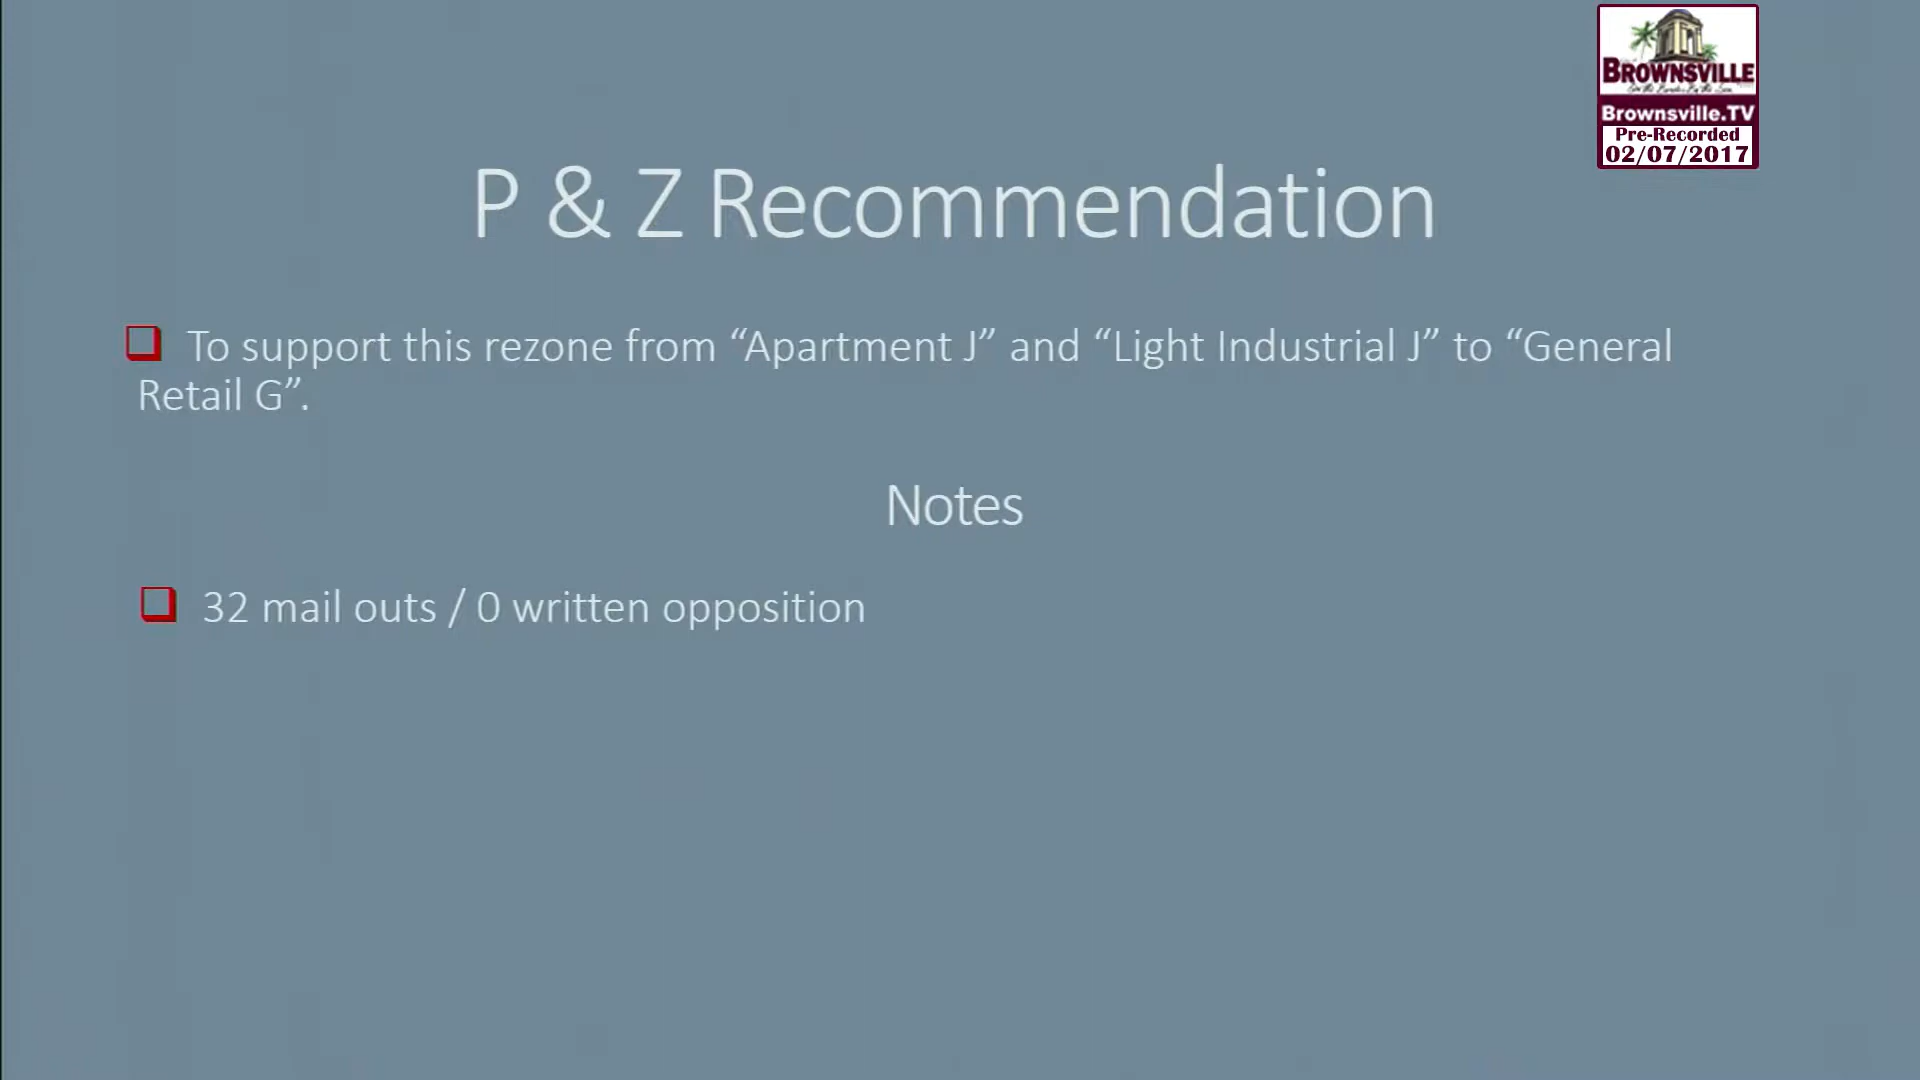 BROWNSVILLE
Brownsville.TV
Pre-Recorded
02/07/2017
P & Z Recommendation
To support this rezone from “Apartment J” and “Light Industrial J” to “General
Retail G”.
Notes
32 mail outs / 0 written opposition